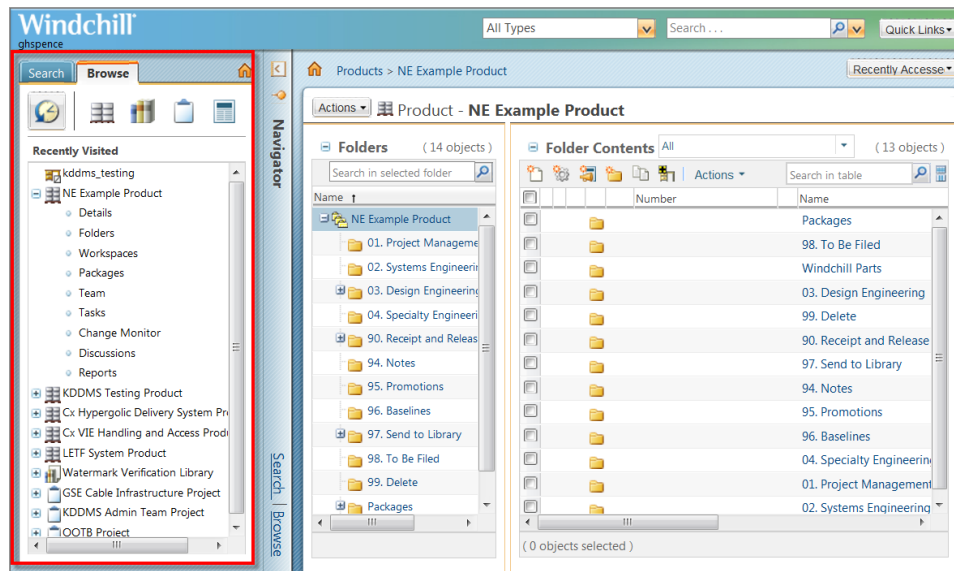 Windchill
ghspence
All Types
Search . . .
Quick Links
Search
Browse
Recently Visited
kddms_testing
NE Example Product
Details
Folders
Workspaces
Packages
Team
Tasks
Change Monitor
Discussions
Reports
KDDMS Testing Product
Cx Hypergolic Delivery System Pr
Cx VIE Handling and Access Produ
LETF System Product
Watermark Verification Library
GSE Cable Infrastructure Project
KDDMS Admin Team Project
OOTB Project
Navigator
Search | Browse
Products > NE Example Product
Recently Accesse
Actions
Product - NE Example Product
Folders ( 14 objects )
Search in selected folder
Name
NE Example Product
01. Project Manageme
02. Systems Engineerin
03. Design Engineering
04. Specialty Engineeri
90. Receipt and Releas
94. Notes
95. Promotions
96. Baselines
97. Send to Library
98. To Be Filed
99. Delete
Packages
Folder Contents All ( 13 objects )
Actions
Search in table
Number Name
Packages
98. To Be Filed
Windchill Parts
03. Design Engineering
99. Delete
90. Receipt and Release
97. Send to Library
94. Notes
95. Promotions
96. Baselines
04. Specialty Engineerin
01. Project Management
02. Systems Engineering
( 0 objects selected )